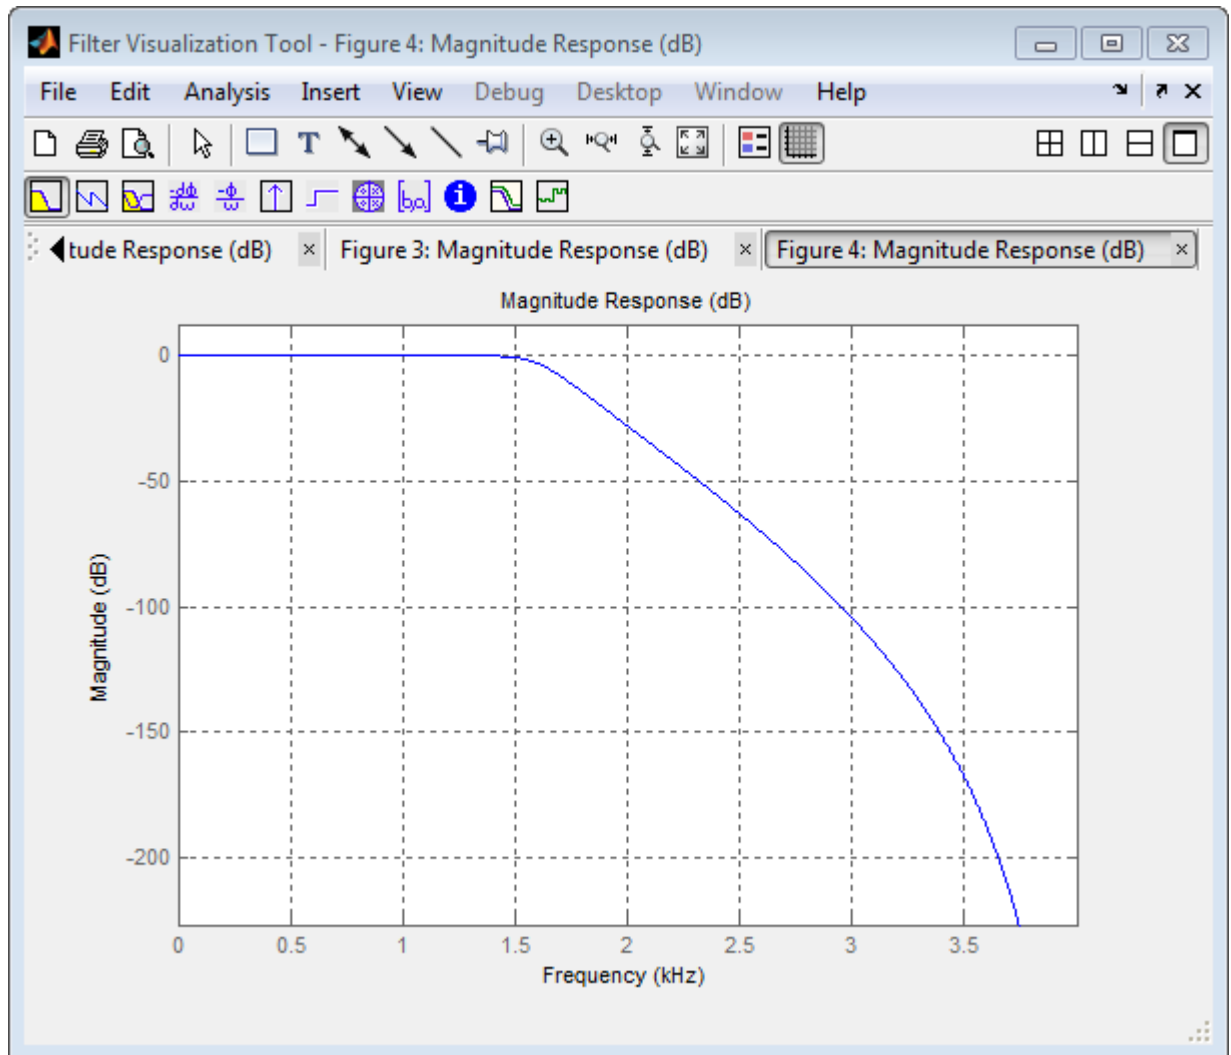 Filter Visualization Tool - Figure 4: Magnitude Response (dB)
File Edit Analysis Insert View Debug Desktop Window Help
tude Response (dB) Figure 3: Magnitude Response (dB) Figure 4: Magnitude Response (dB)
Magnitude Response (dB)
0
-50
-100
-150
-200
Magnitude (dB)
0 0.5 1 1.5 2 2.5 3 3.5
Frequency (kHz)